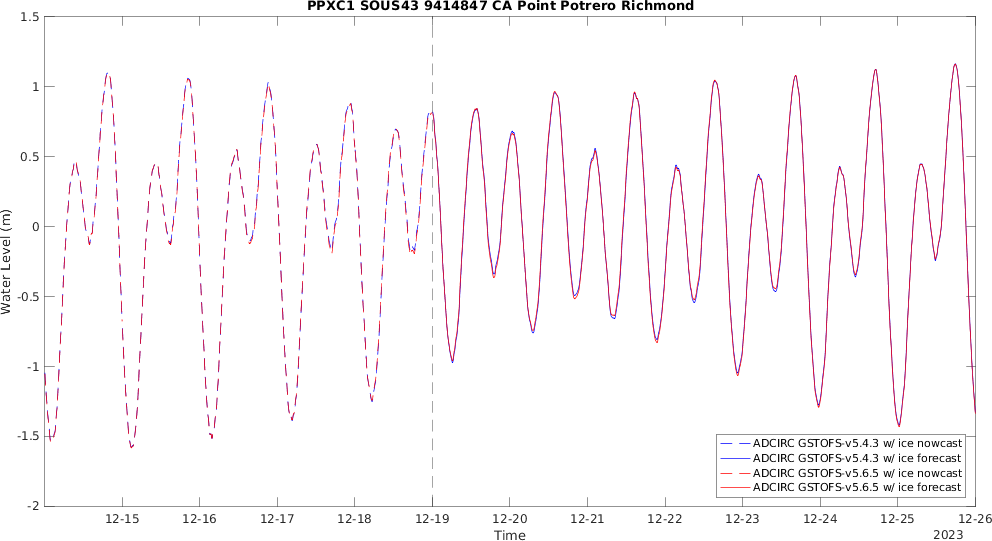 PPXC1 SOUS43 9414847 CA Point Potrero Richmond
1.5
1
0.5
0
-0.5
-1
-1.5
-2
Water Level (m)
12-15 12-16 12-17 12-18 12-19 12-20 12-21 12-22 12-23 12-24 12-25 12-26
Time
2023
ADCIRC GSTOFS-v5.4.3 w/ ice nowcast
ADCIRC GSTOFS-v5.4.3 w/ ice forecast
ADCIRC GSTOFS-v5.6.5 w/ ice nowcast
ADCIRC GSTOFS-v5.6.5 w/ ice forecast